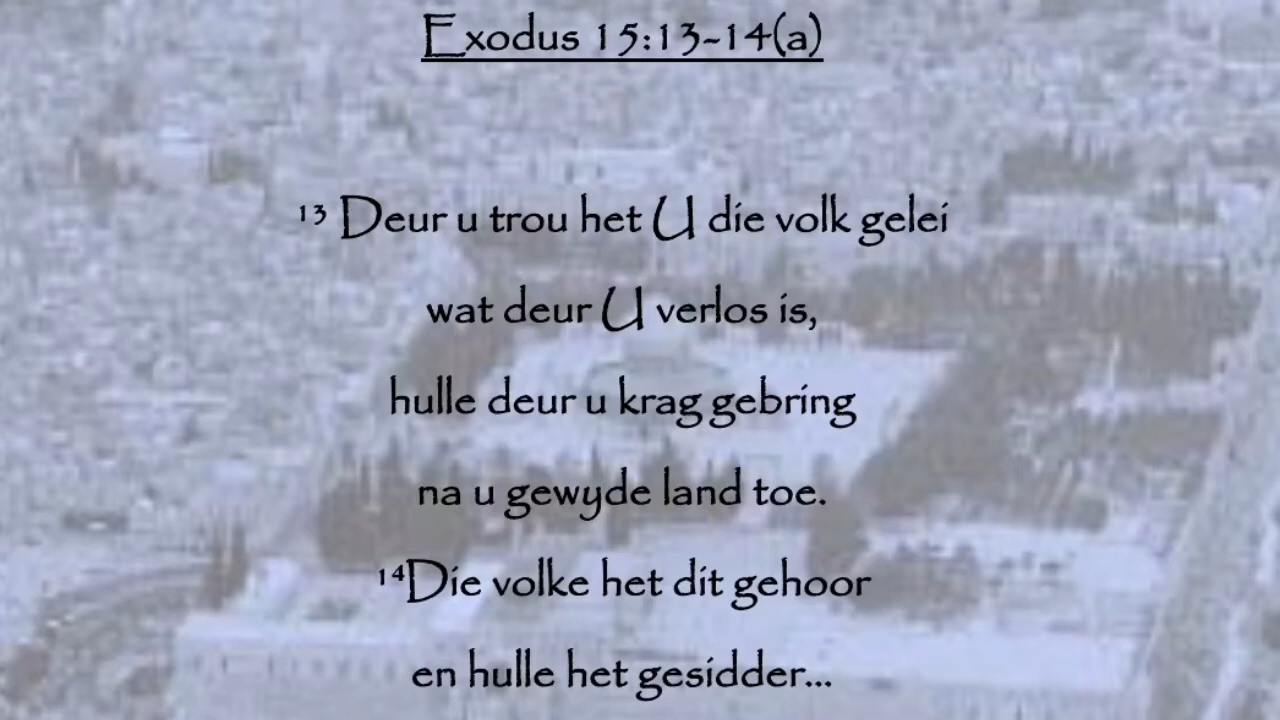 Exodus 15:13-14(a)
¹³ Deur u trou het U die volk gelei
wat deur U verlos is,
hulle deur u krag gebring
na u gewyde land toe.
¹⁴Die volke het dit gehoor
en hulle het gesidder...